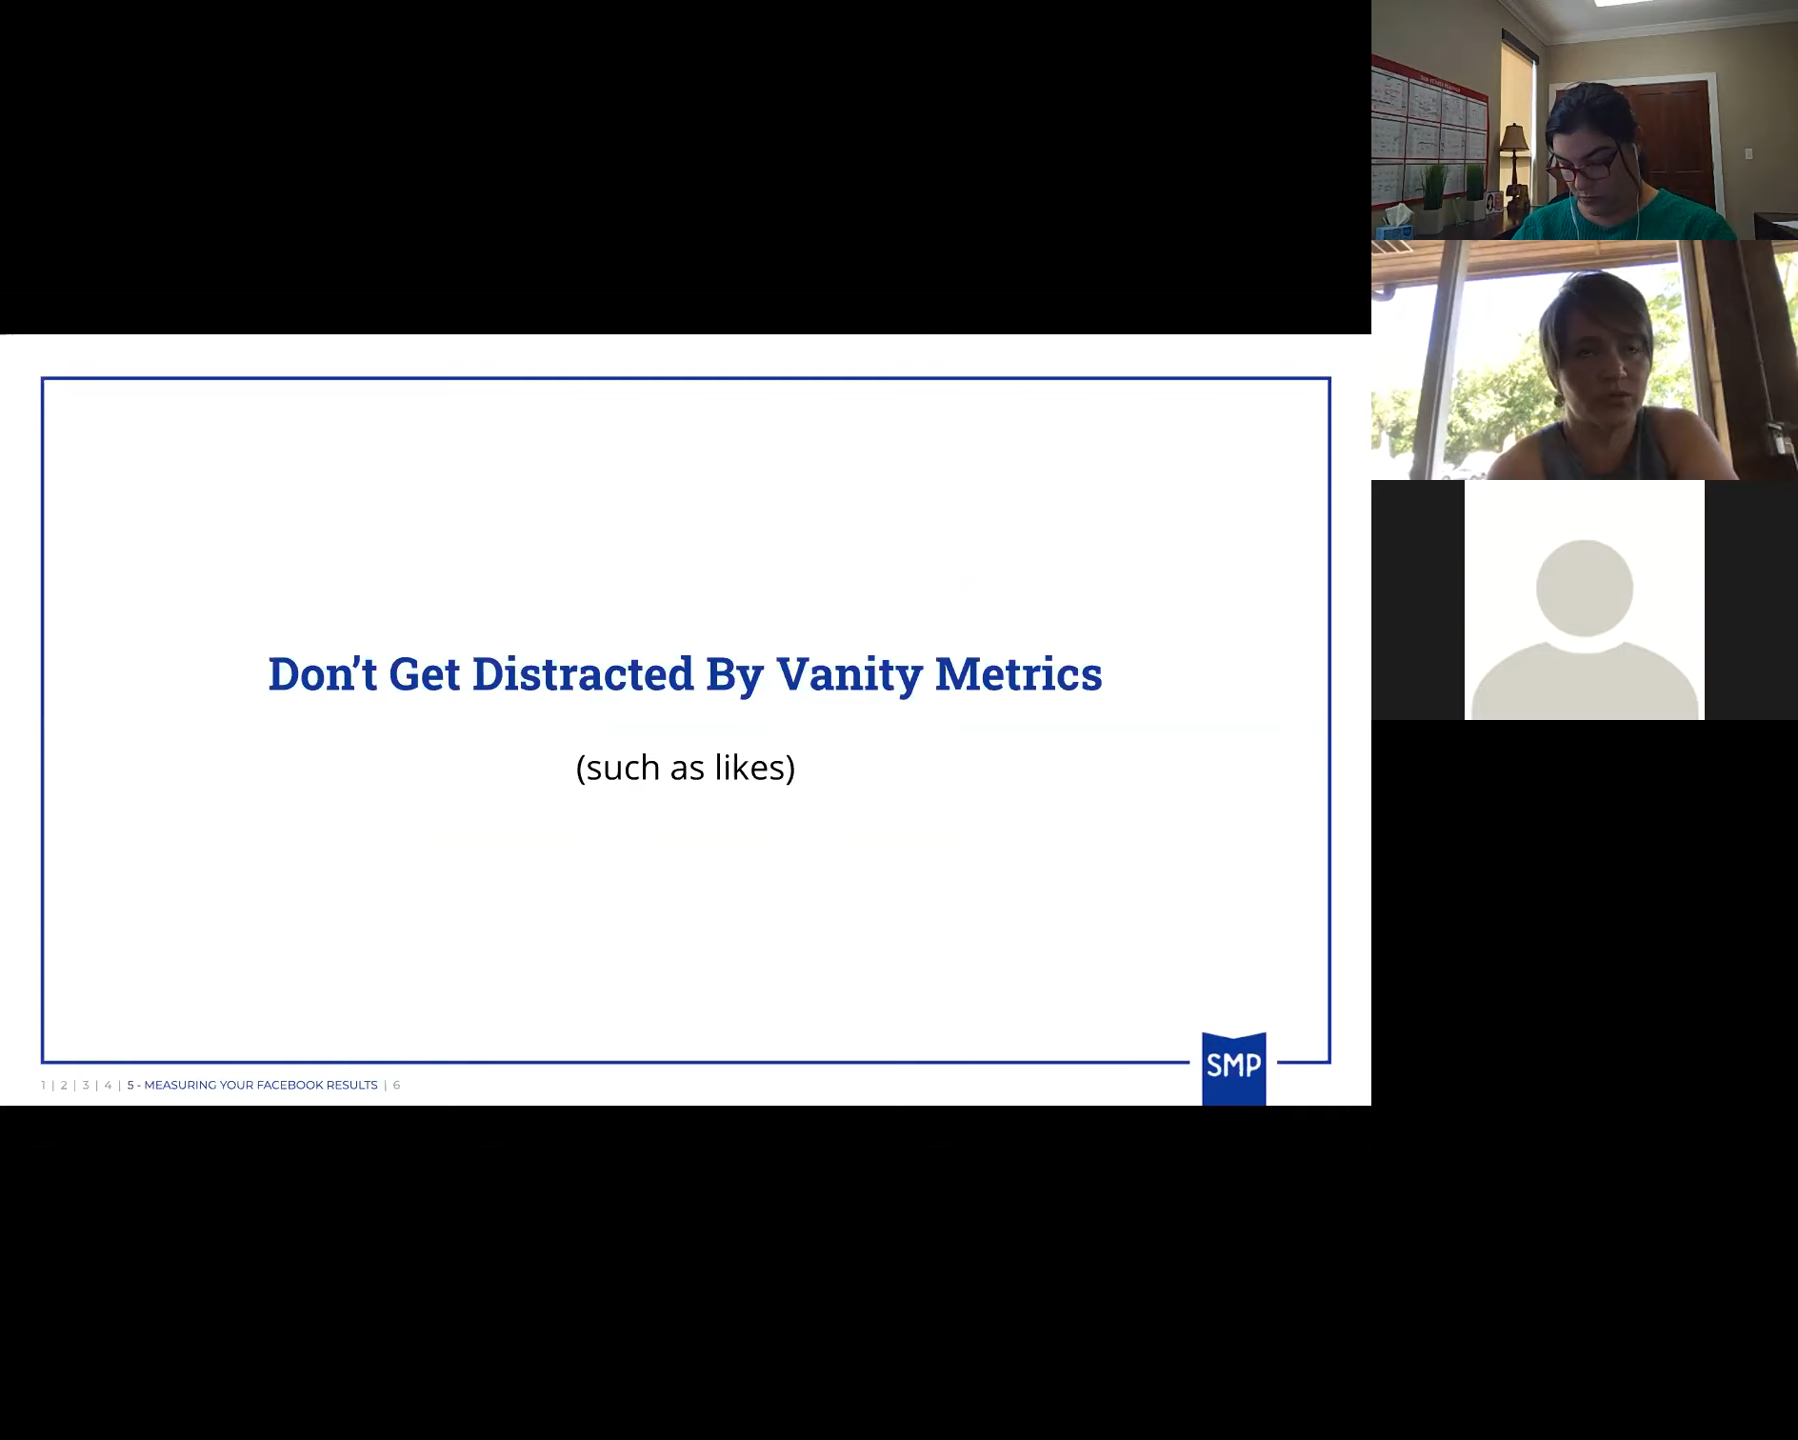 Don’t Get Distracted By Vanity Metrics
(such as likes)
SMP
1 | 2 | 3 | 4 | 5 - MEASURING YOUR FACEBOOK RESULTS | 6